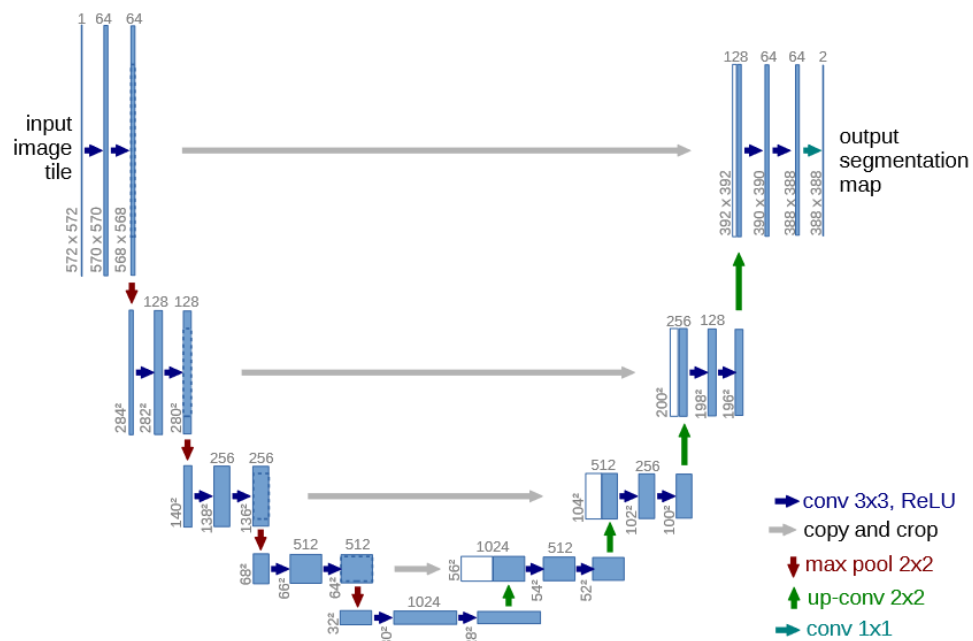 1 64 64
128 64 64 2
input
image
tile
output
segmentation
map
572 x 572
570 x 570
568 x 568
392 x 392
390 x 390
388 x 388
388 x 388
128 128
256 128
284²
282²
280²
200²
198²
196²
256 256
512 256
140²
138²
136²
104²
102²
100²
512 512
1024 512
68²
66²
64²
56²
54²
52²
1024
32²
conv 3x3, ReLU
copy and crop
max pool 2x2
up-conv 2x2
conv 1x1